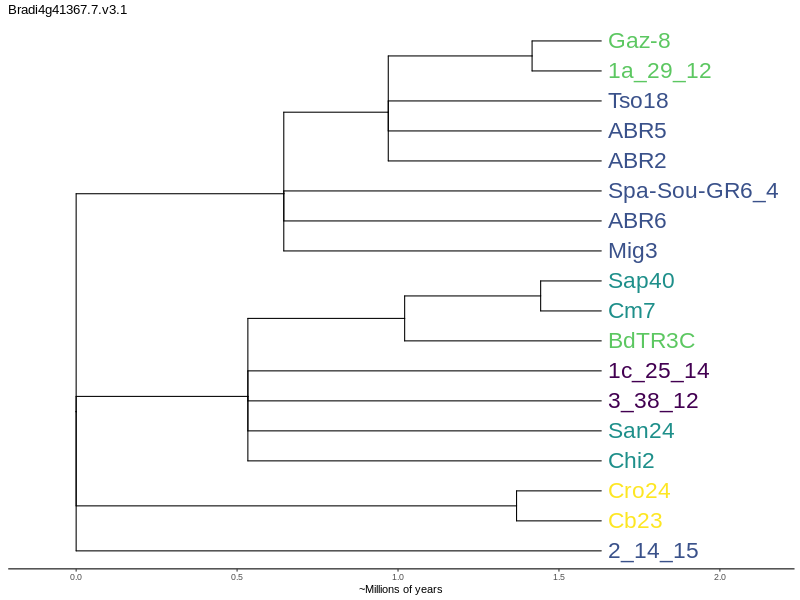 Bradi4g41367.7.v3.1
Gaz-8
1a_29_12
Tso18
ABR5
ABR2
Spa-Sou-GR6_4
ABR6
Mig3
Sap40
Cm7
BdTR3C
1c_25_14
3_38_12
San24
Chi2
Cro24
Cb23
2_14_15
0.0 0.5 1.0 1.5 2.0
~Millions of years